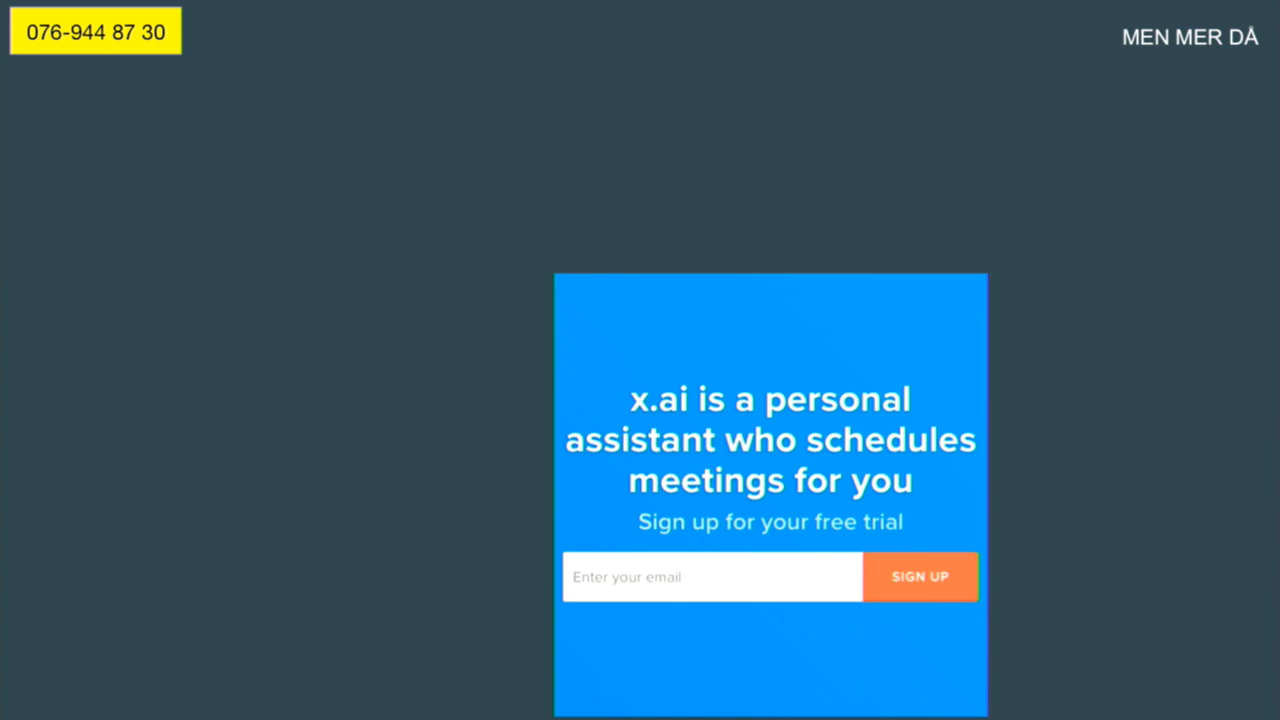 076-944 87 30
MEN MER DÅ
x.ai is a personal
assistant who schedules
meetings for you
Sign up for your free trial
Enter your email
SIGN UP